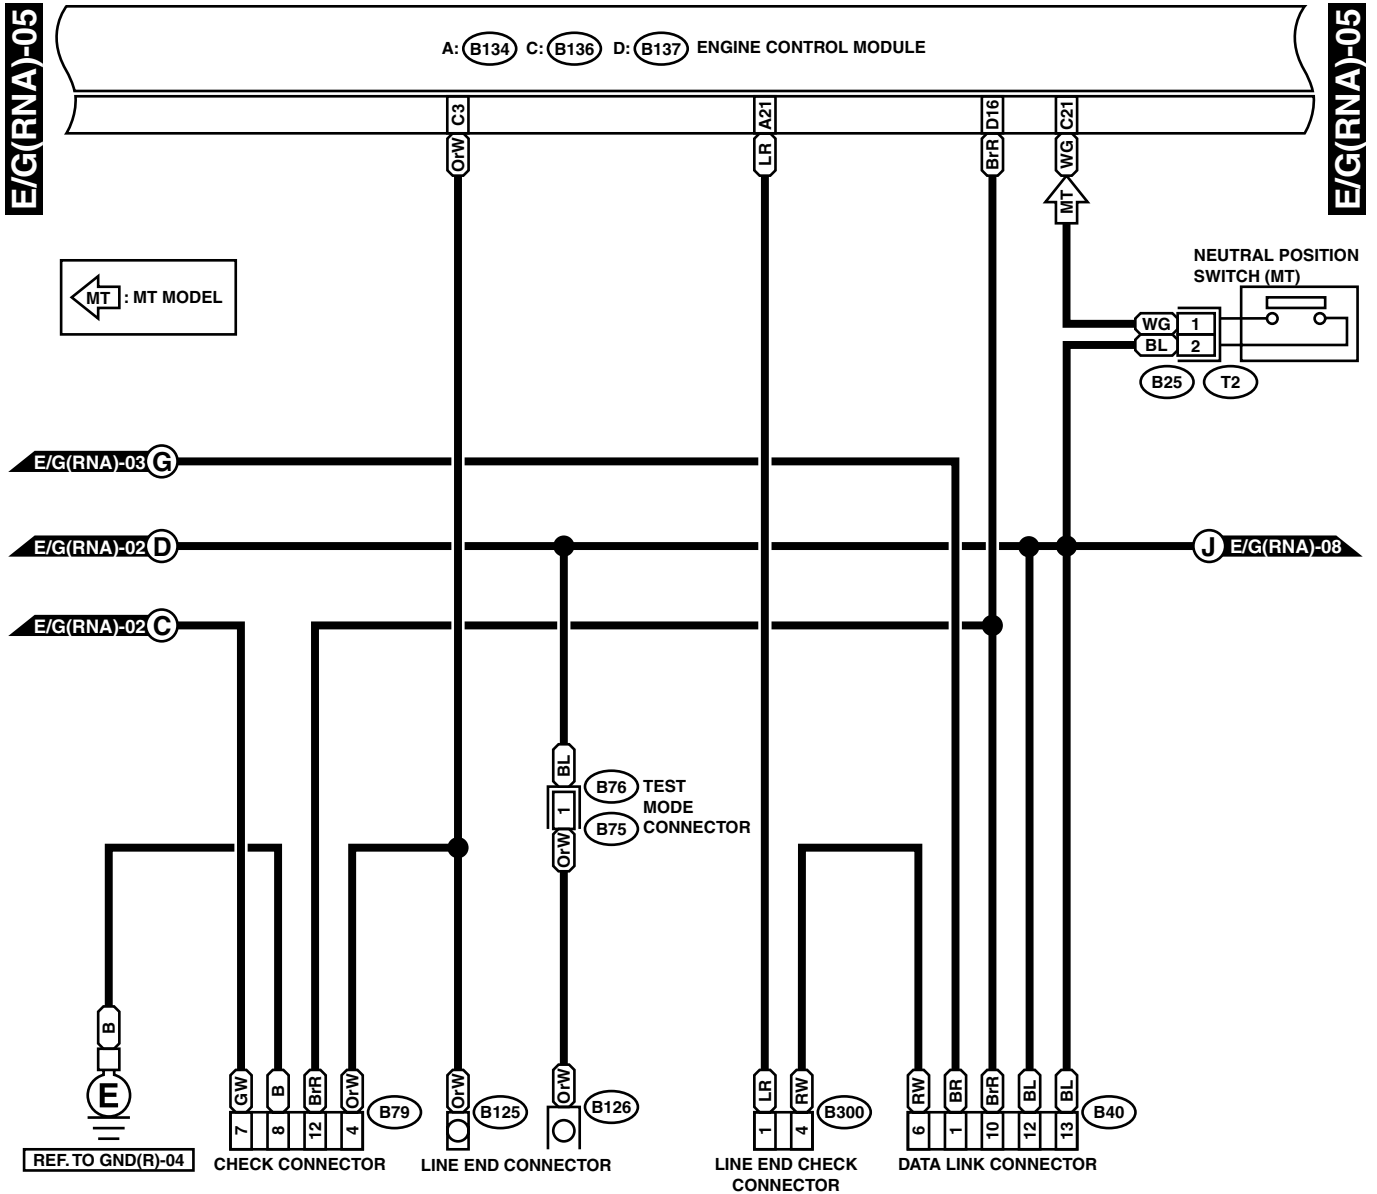 E/G(RNA)-05
E/G(RNA)-05
A: B134 C: B136 D: B137 ENGINE CONTROL MODULE
C3 A21 D16 C21
OrW LR BrR WG
MT
MT : MT MODEL
NEUTRAL POSITION
SWITCH (MT)
WG 1
BL 2
B25 T2
E/G(RNA)-03 G
E/G(RNA)-02 D
J E/G(RNA)-08
E/G(RNA)-02 C
BL
B76 TEST
1 MODE
B75 CONNECTOR
OrW
B
E
REF. TO GND(R)-04
GW B BrR OrW
7 8 12 4
B79
CHECK CONNECTOR
OrW
B125
OrW
B126
LINE END CONNECTOR
LR RW
1 4
B300
LINE END CHECK
CONNECTOR
RW BR BrR BL BL
6 1 10 12 13
B40
DATA LINK CONNECTOR